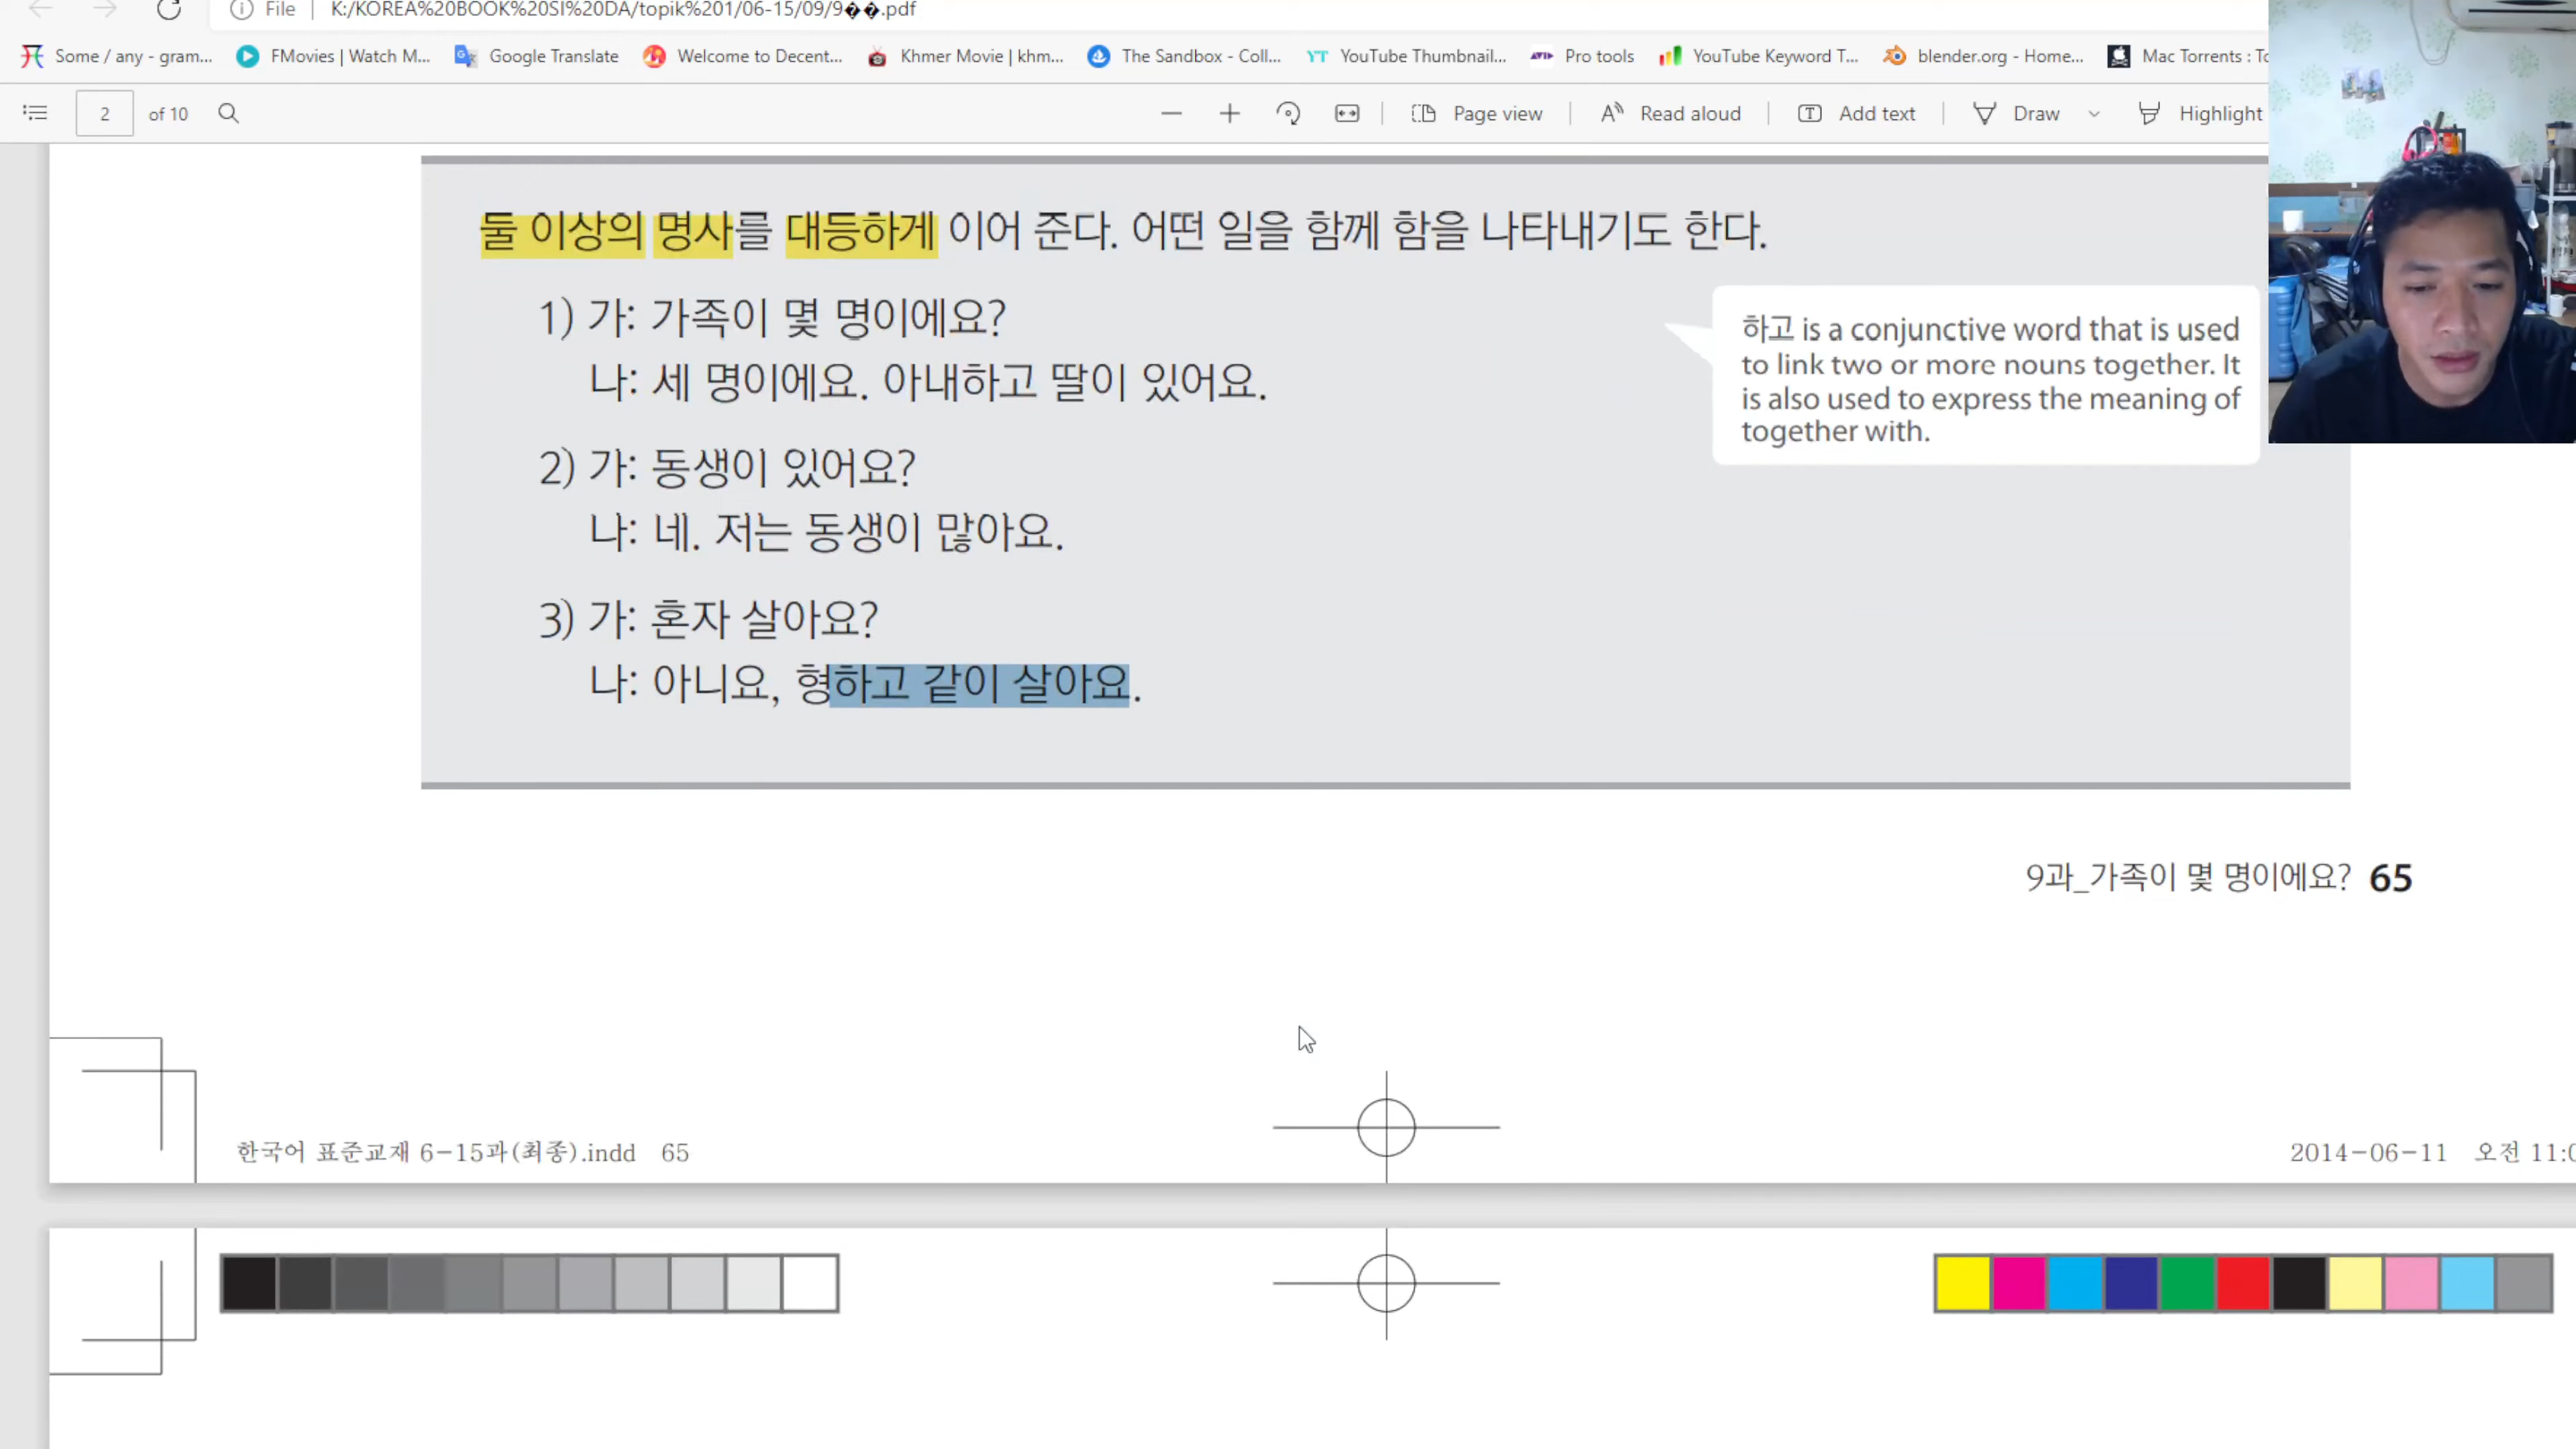 File | K:/KOREA%20BOOK%20SI%20DA/topik%201/06-15/09/9��.pdf
Some / any - gram... FMovies | Watch M... Google Translate Welcome to Decent... Khmer Movie | khm... The Sandbox - Coll... YT YouTube Thumbnail... AVID Pro tools YouTube Keyword T... blender.org - Home... Mac Torrents : To
2 of 10 Page view Read aloud Add text Draw Highlight
둘 이상의 명사를 대등하게 이어 준다. 어떤 일을 함께 함을 나타내기도 한다.
1) 가: 가족이 몇 명이에요?
나: 세 명이에요. 아내하고 딸이 있어요.
하고 is a conjunctive word that is used
to link two or more nouns together. It
is also used to express the meaning of
together with.
2) 가: 동생이 있어요?
나: 네. 저는 동생이 많아요.
3) 가: 혼자 살아요?
나: 아니요, 형하고 같이 살아요.
9과_가족이 몇 명이에요? 65
한국어 표준교재 6-15과(최종).indd 65
2014-06-11 오전 11:0